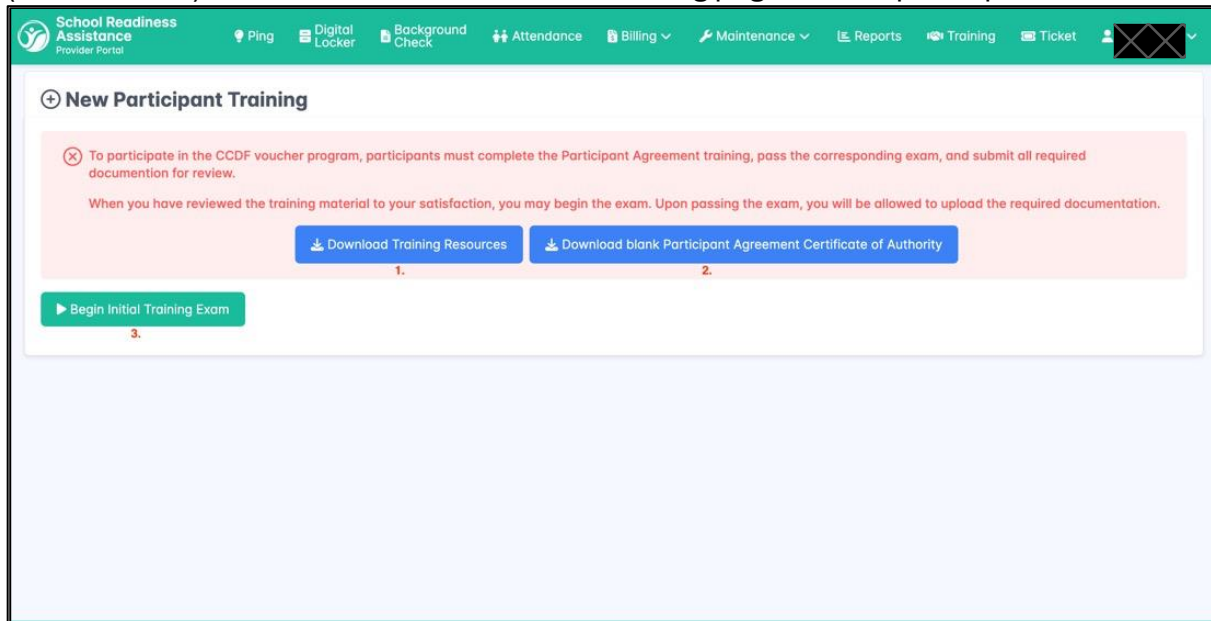 School Readiness
Assistance
Provider Portal
Ping
Digital
Locker
Background
Check
Attendance
Billing
Maintenance
Reports
Training
Ticket
New Participant Training
To participate in the CCDF voucher program, participants must complete the Participant Agreement training, pass the corresponding exam, and submit all required
documention for review.
When you have reviewed the training material to your satisfaction, you may begin the exam. Upon passing the exam, you will be allowed to upload the required documentation.
Download Training Resources
Download blank Participant Agreement Certificate of Authority
1.
2.
Begin Initial Training Exam
3.